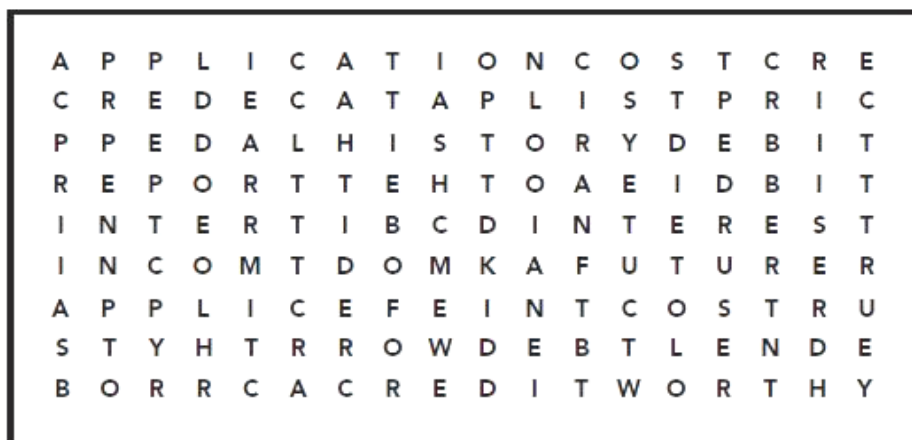 A P P L I C A T I O N C O S T C R E
C R E D E C A T A P L I S T P R I C
P P E D A L H I S T O R Y D E B I T
R E P O R T T E H T O A E I D B I T
I N T E R T I B C D I N T E R E S T
I N C O M T D O M K A F U T U R E R
A P P L I C E F E I N T C O S T R U
S T Y H T R R O W D E B T L E N D E
B O R R C A C R E D I T W O R T H Y